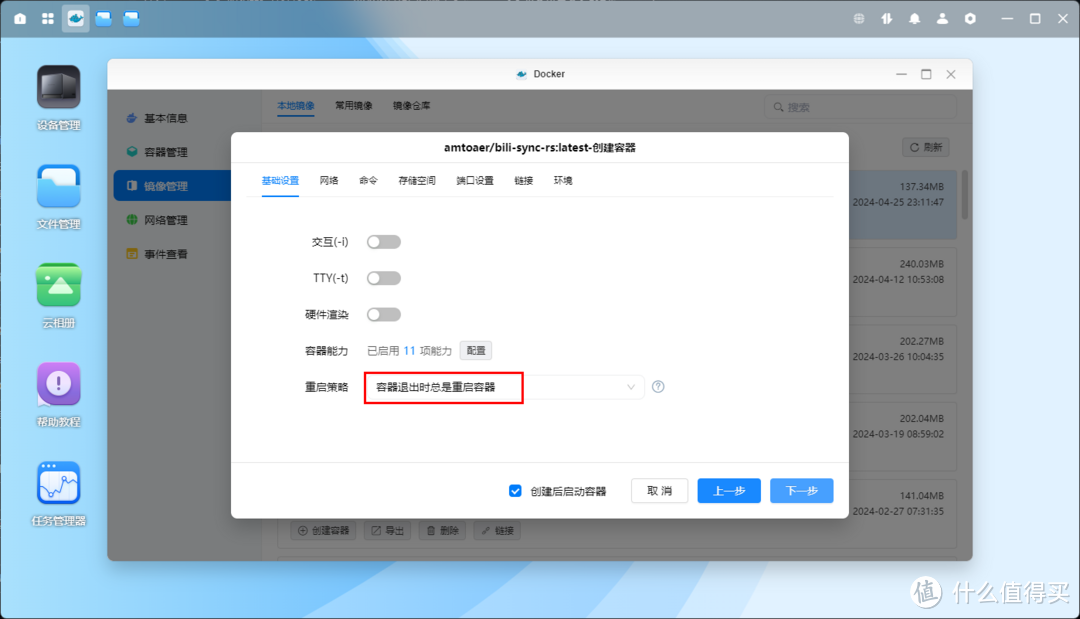 Docker
设备管理
文件管理
云相册
帮助教程
任务管理器
基本信息
容器管理
镜像管理
网络管理
事件查看
本地镜像 常用镜像 镜像仓库
搜索
刷新
amtoaer/bili-sync-rs:latest-创建容器
基础设置 网络 命令 存储空间 端口设置 链接 环境
交互(-i)
TTY(-t)
硬件渲染
容器能力 已启用 11 项能力 配置
重启策略 容器退出时总是重启容器 ?
创建后启动容器 取 消 上一步 下一步
137.34MB
2024-04-25 23:11:47
240.03MB
2024-04-12 10:53:08
202.27MB
2024-03-26 10:04:35
202.04MB
2024-03-19 08:59:02
141.04MB
2024-02-27 07:31:35
创建容器 导出 删除 链接
值 什么值得买